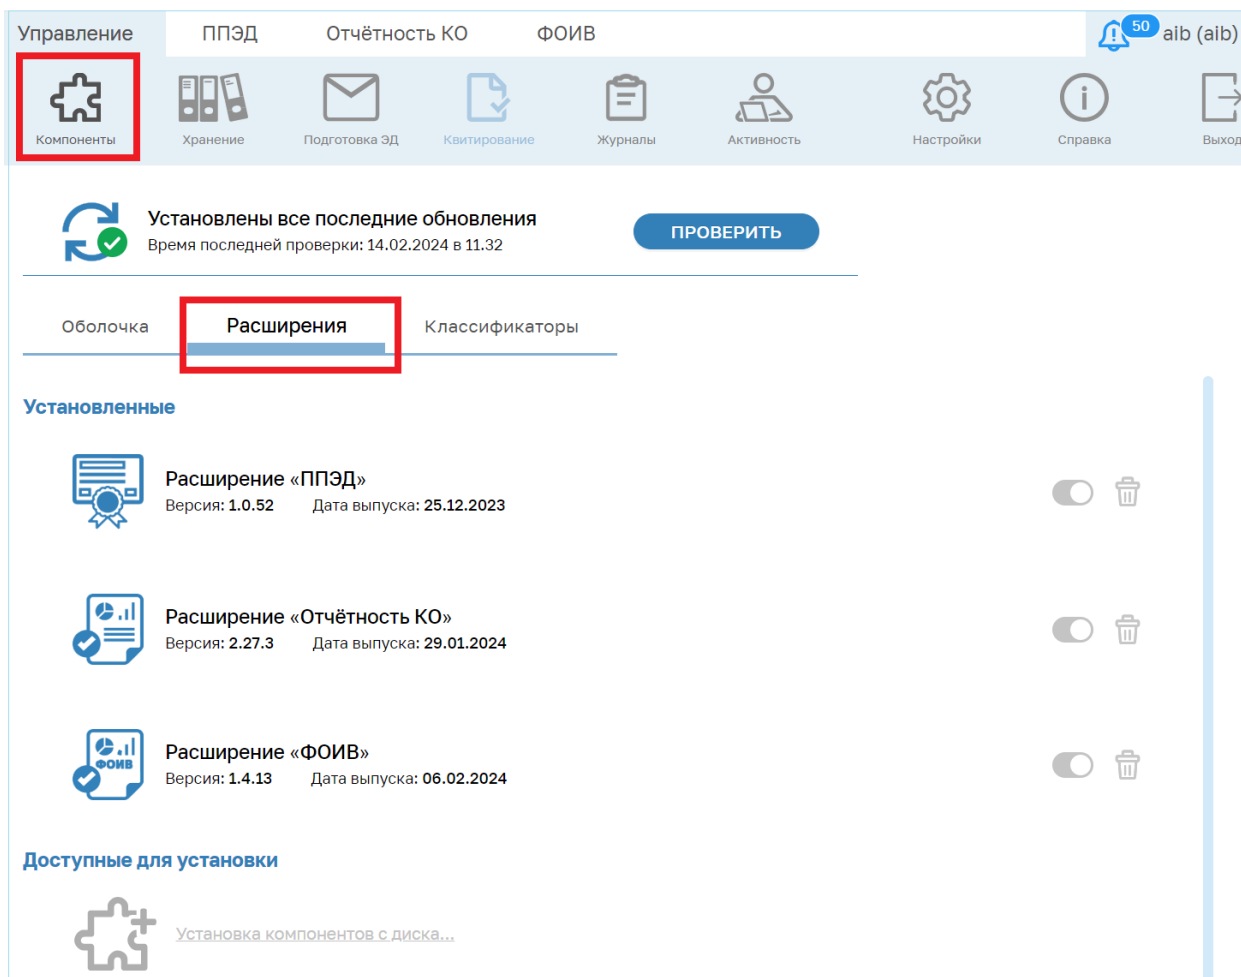 Управление ППЭД Отчётность КО ФОИВ 50 aib (aib)
Компоненты Хранение Подготовка ЭД Квитирование Журналы Активность Настройки Справка Выход
Установлены все последние обновления
Время последней проверки: 14.02.2024 в 11.32
ПРОВЕРИТЬ
Оболочка Расширения Классификаторы
Установленные
Расширение «ППЭД»
Версия: 1.0.52 Дата выпуска: 25.12.2023
Расширение «Отчётность КО»
Версия: 2.27.3 Дата выпуска: 29.01.2024
ФОИВ
Расширение «ФОИВ»
Версия: 1.4.13 Дата выпуска: 06.02.2024
Доступные для установки
Установка компонентов с диска...